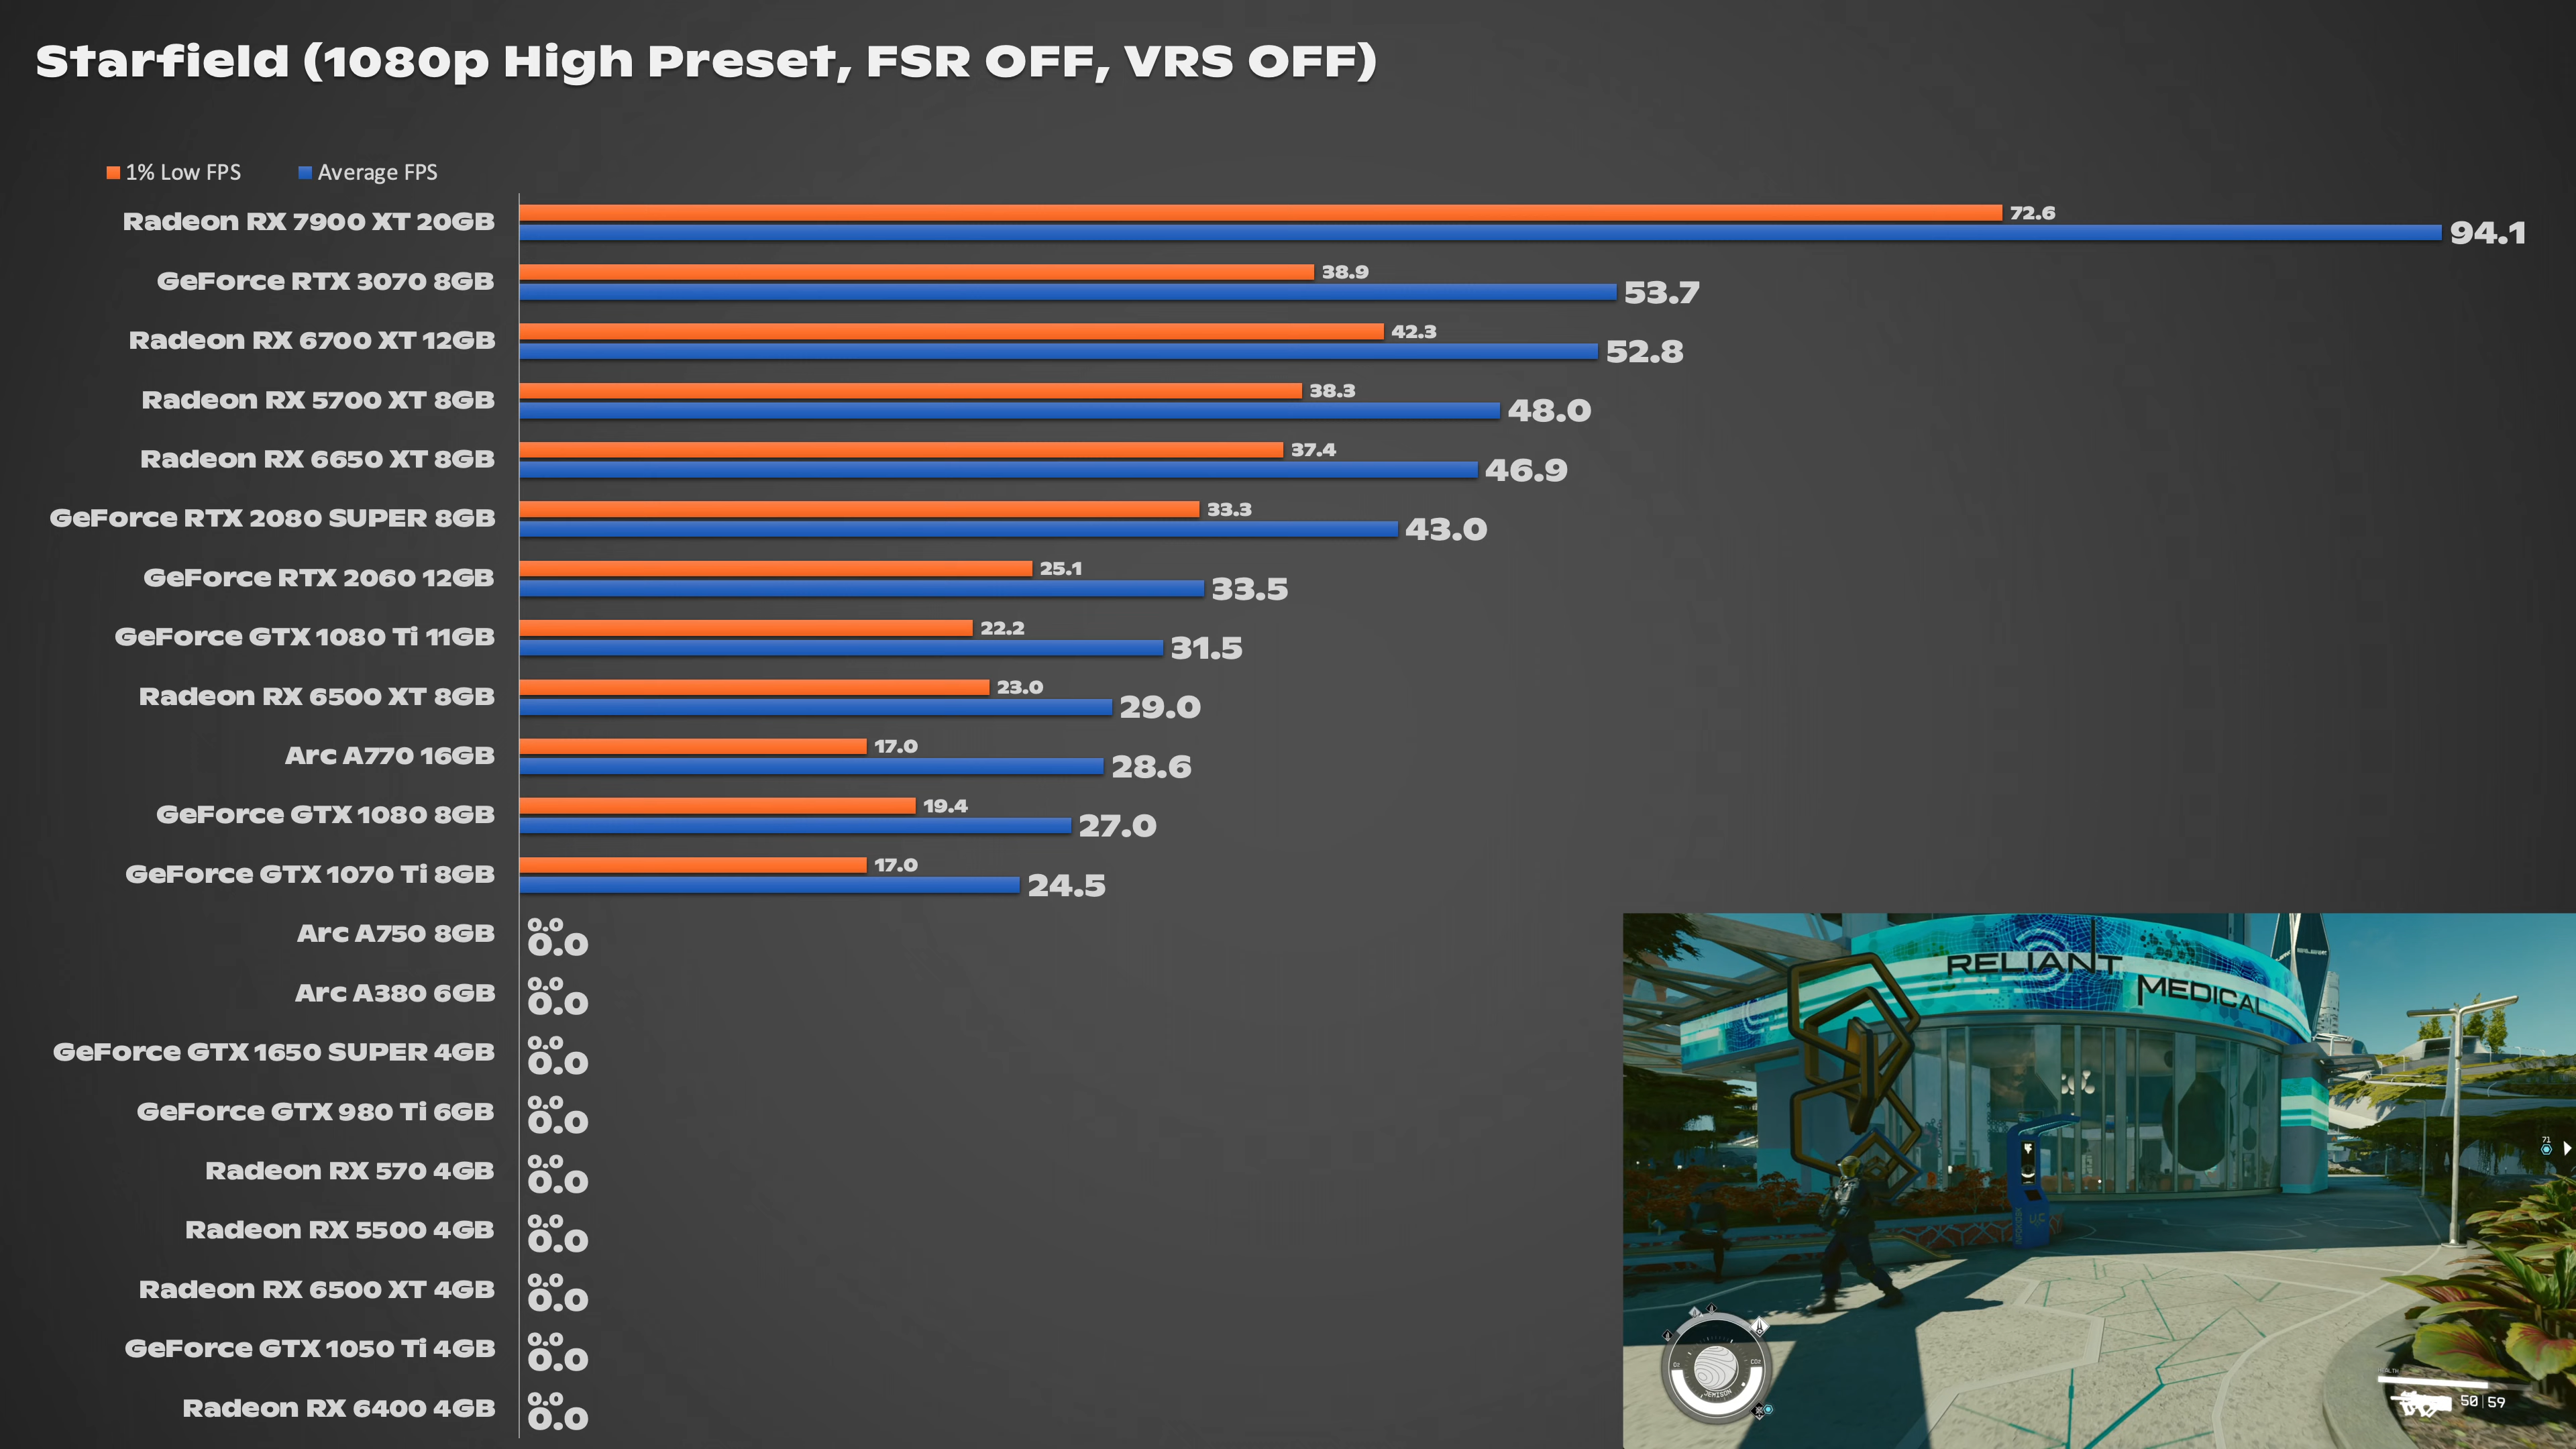 Starfield (1080p High Preset, FSR OFF, VRS OFF)
1% Low FPS Average FPS
Radeon RX 7900 XT 20GB 72.6 94.1
GeForce RTX 3070 8GB 38.9 53.7
Radeon RX 6700 XT 12GB 42.3 52.8
Radeon RX 5700 XT 8GB 38.3 48.0
Radeon RX 6650 XT 8GB 37.4 46.9
GeForce RTX 2080 SUPER 8GB 33.3 43.0
GeForce RTX 2060 12GB 25.1 33.5
GeForce GTX 1080 Ti 11GB 22.2 31.5
Radeon RX 6500 XT 8GB 23.0 29.0
Arc A770 16GB 17.0 28.6
GeForce GTX 1080 8GB 19.4 27.0
GeForce GTX 1070 Ti 8GB 17.0 24.5
Arc A750 8GB 0.0 0.0
Arc A380 6GB 0.0 0.0
GeForce GTX 1650 SUPER 4GB 0.0 0.0
GeForce GTX 980 Ti 6GB 0.0 0.0
Radeon RX 570 4GB 0.0 0.0
Radeon RX 5500 4GB 0.0 0.0
Radeon RX 6500 XT 4GB 0.0 0.0
GeForce GTX 1050 Ti 4GB 0.0 0.0
Radeon RX 6400 4GB 0.0 0.0
RELIANT
MEDICAL
71
O2 CO2
JEMISON
HEALTH
50 | 59